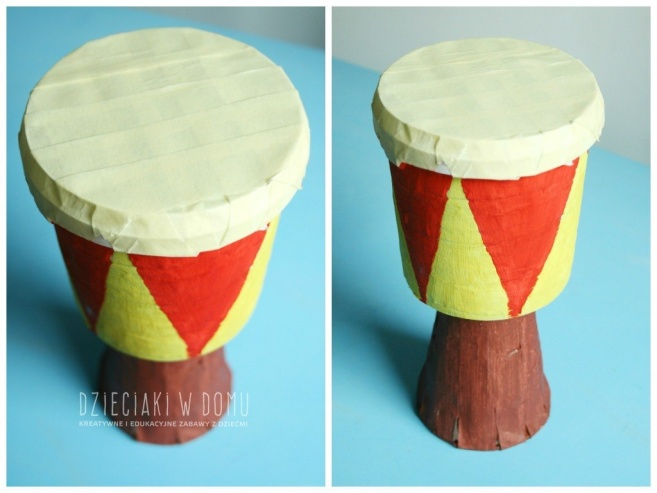 DZIECIAKI W DOMU
KREATYWNE I EDUKACYJNE ZABAWY Z DZIEĆMI